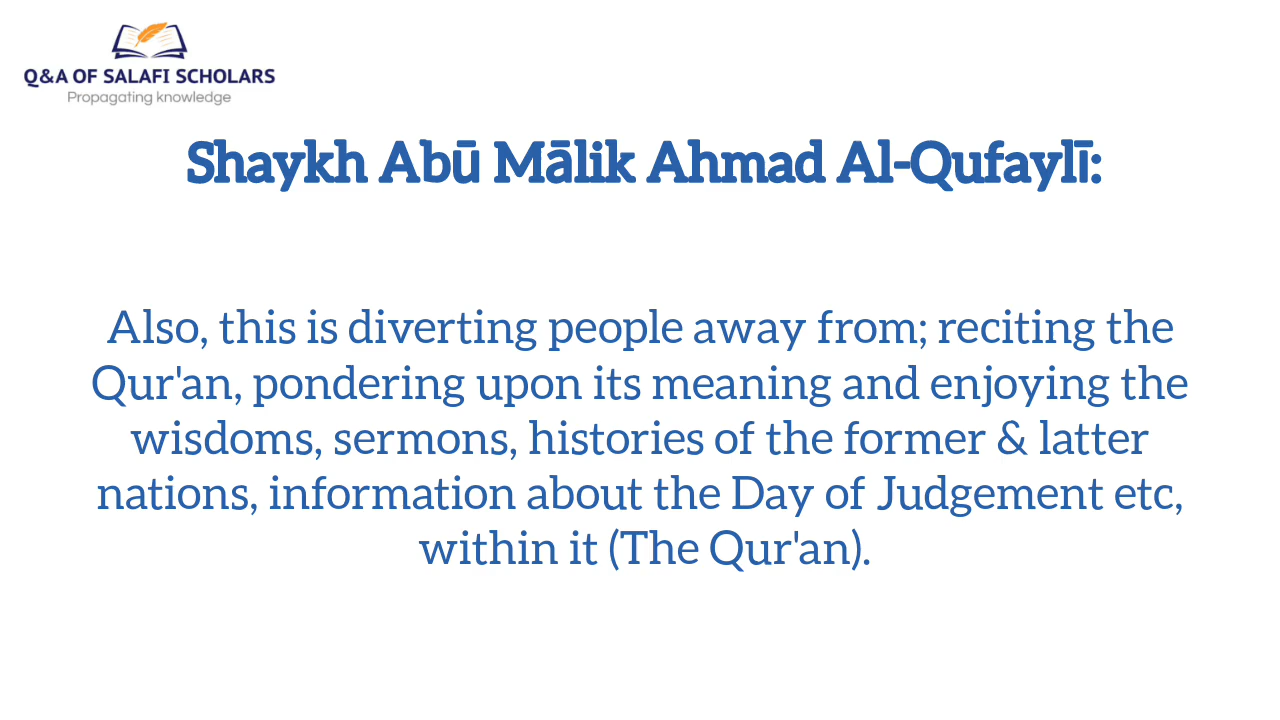 Q&A OF SALAFI SCHOLARS
Propagating knowledge
Shaykh Abū Mālik Ahmad Al-Qufaylī:
Also, this is diverting people away from; reciting the
Qur'an, pondering upon its meaning and enjoying the
wisdoms, sermons, histories of the former & latter
nations, information about the Day of Judgement etc,
within it (The Qur'an).